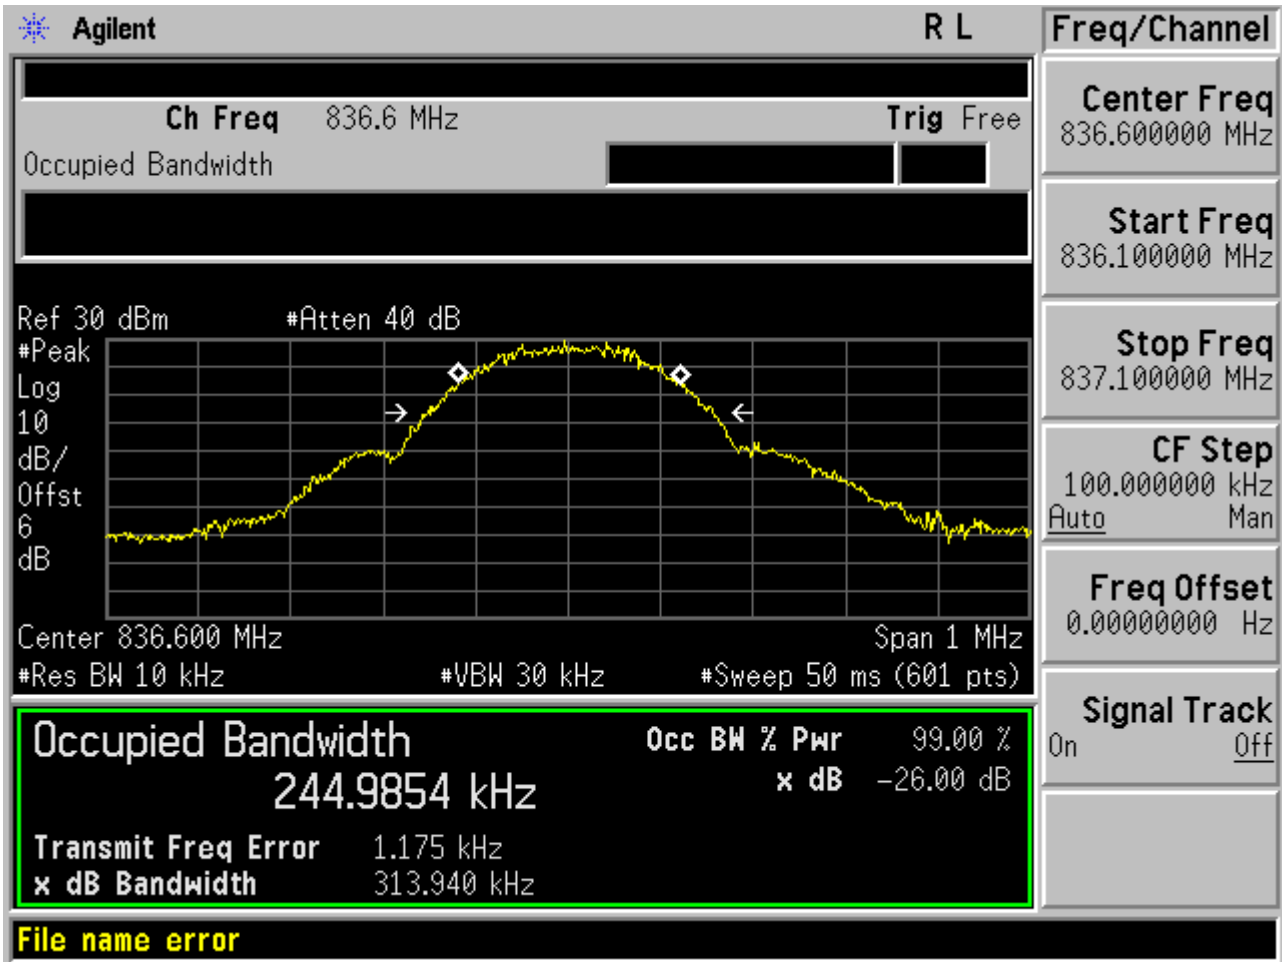 Agilent R L
Freq/Channel
Ch Freq 836.6 MHz Trig Free
Occupied Bandwidth
Center Freq
836.600000 MHz
Start Freq
836.100000 MHz
Stop Freq
837.100000 MHz
CF Step
100.000000 kHz
Auto Man
Freq Offset
0.00000000 Hz
Signal Track
On Off
Ref 30 dBm #Atten 40 dB
#Peak
Log
10
dB/
Offst
6
dB
Center 836.600 MHz Span 1 MHz
#Res BW 10 kHz #VBW 30 kHz #Sweep 50 ms (601 pts)
Occupied Bandwidth
244.9854 kHz
Occ BW % Pwr 99.00 %
x dB -26.00 dB
Transmit Freq Error 1.175 kHz
x dB Bandwidth 313.940 kHz
File name error